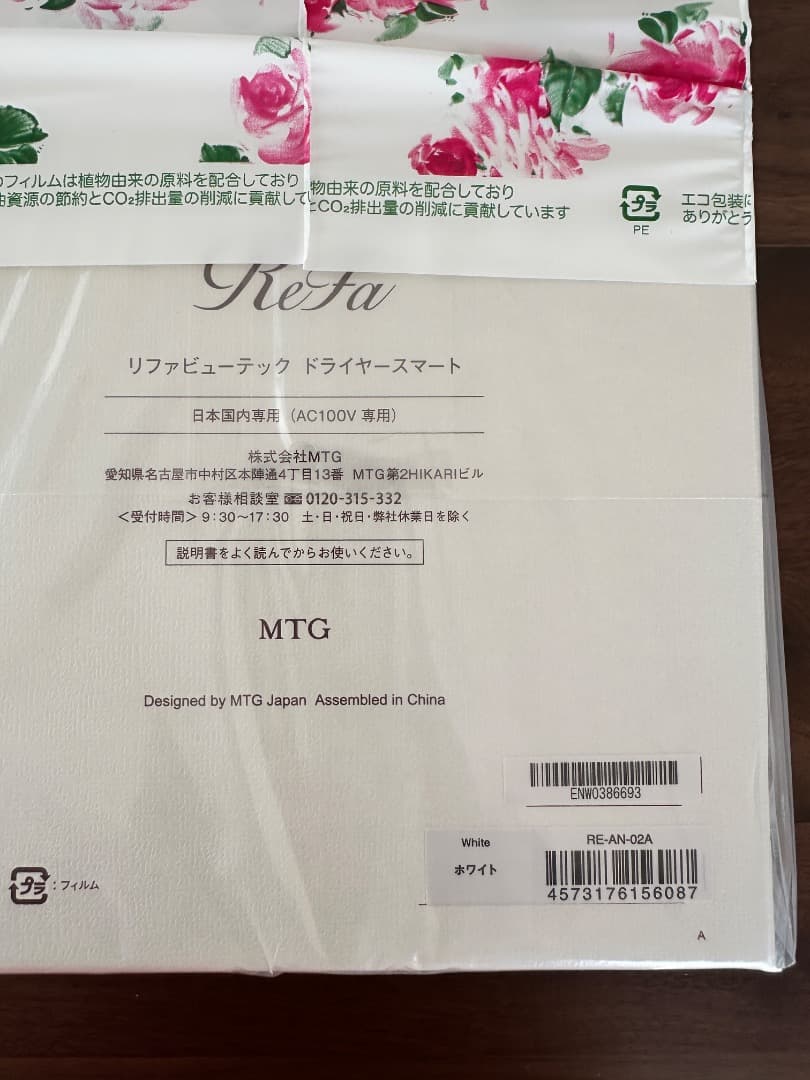 フィルムは植物由来の原料を配合しており
資源の節約とCO₂排出量の削減に貢献して
物由来の原料を配合しており
CO₂排出量の削減に貢献しています
プラ
PE
エコ包装に
ありがとう
ReFa
リファビューテック ドライヤースマート
日本国内専用（AC100V 専用）
株式会社MTG
愛知県名古屋市中村区本陣通4丁目13番 MTG第2HIKARIビル
お客様相談室 0120-315-332
＜受付時間＞9：30〜17：30 土・日・祝日・弊社休業日を除く
説明書をよく読んでからお使いください。
MTG
Designed by MTG Japan Assembled in China
ENW0386693
White
ホワイト
RE-AN-02A
4573176156087
プラ：フィルム
A